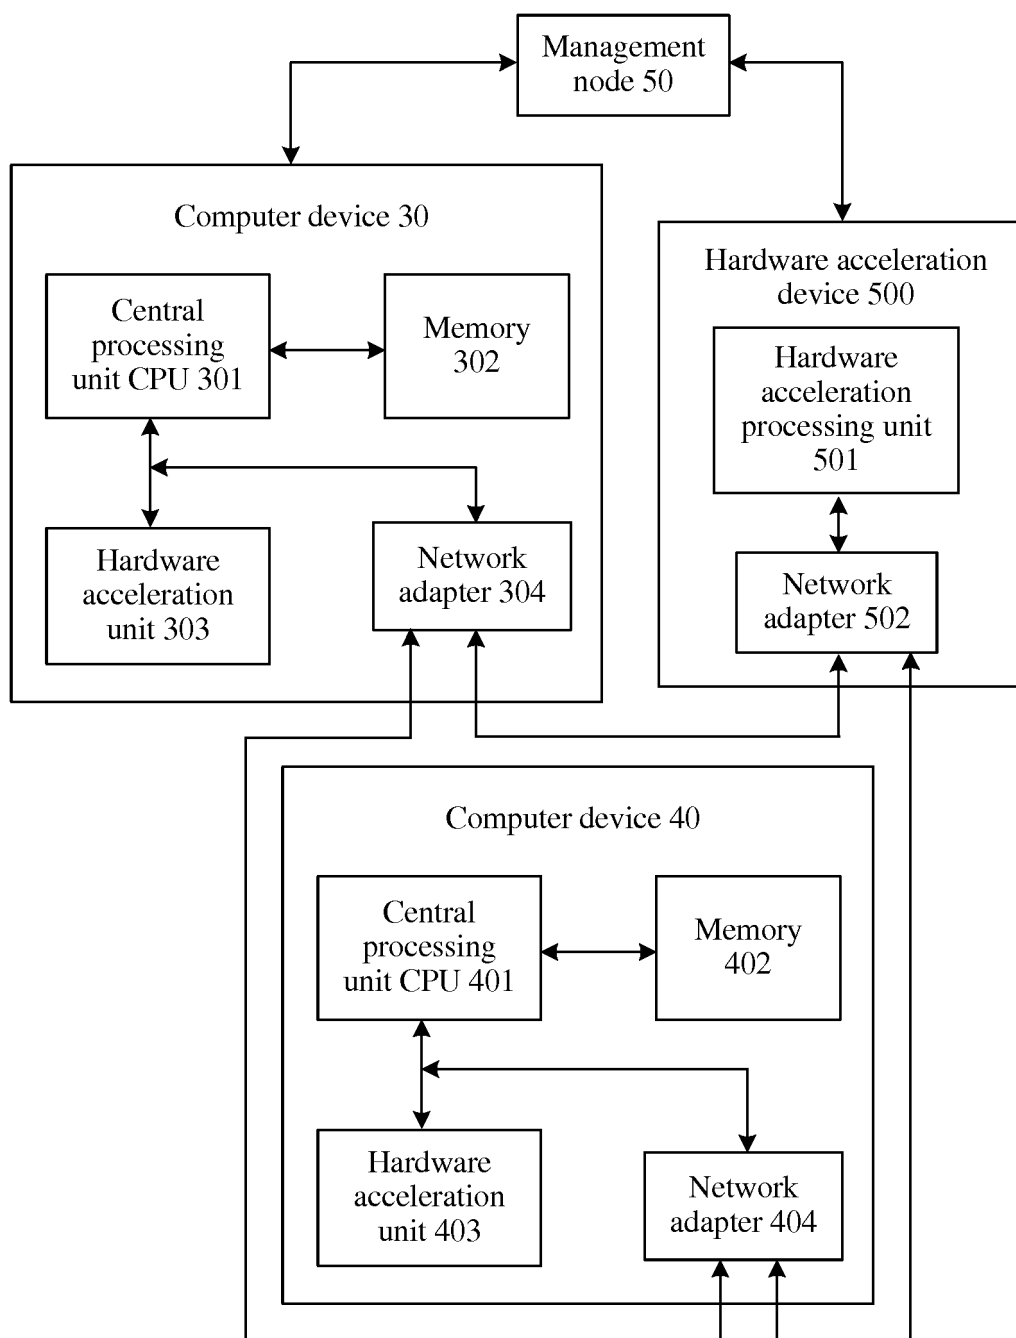 Management
node 50
Computer device 30
Central
processing
unit CPU 301
Memory
302
Hardware
acceleration
unit 303
Network
adapter 304
Hardware acceleration
device 500
Hardware
acceleration
processing unit
501
Network
adapter 502
Computer device 40
Central
processing
unit CPU 401
Memory
402
Hardware
acceleration
unit 403
Network
adapter 404